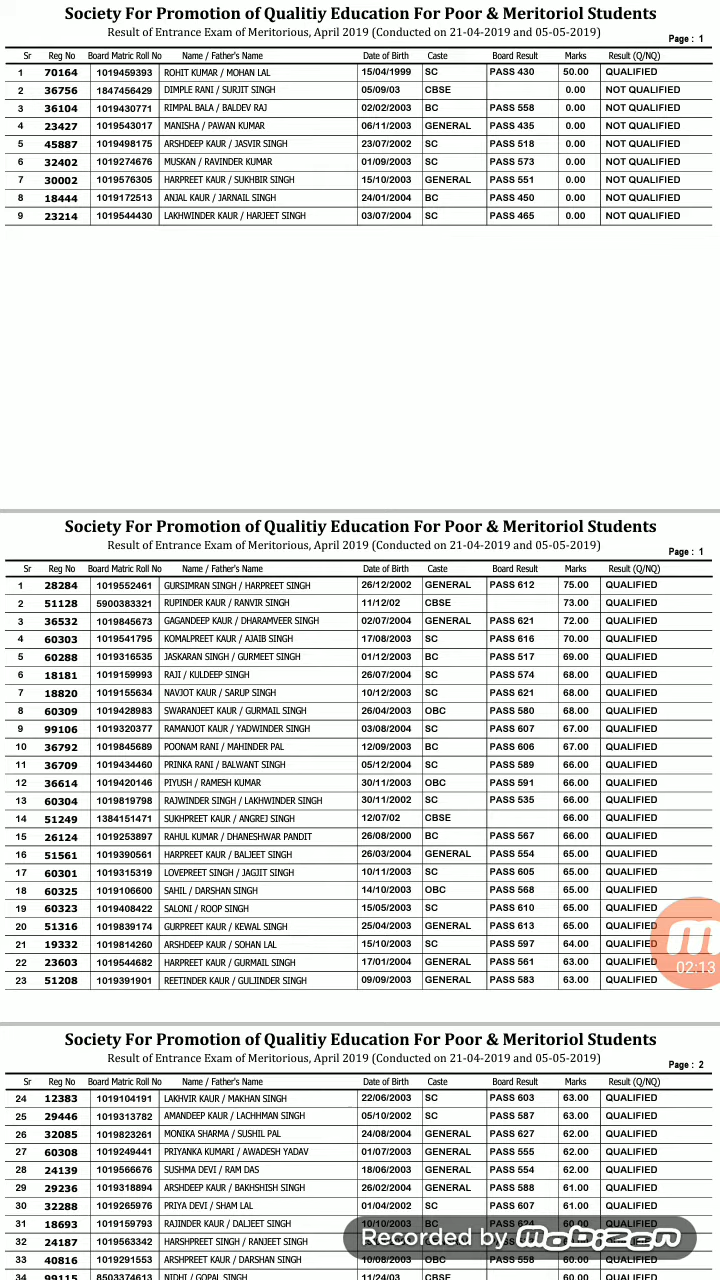 Society For Promotion of Qualitiy Education For Poor & Meritoriol Students
Result of Entrance Exam of Meritorious, April 2019 (Conducted on 21-04-2019 and 05-05-2019)
Page : 1
Sr Reg No Board Matric Roll No Name / Father's Name Date of Birth Caste Board Result Marks Result (Q/NQ)
1 70164 1019459393 ROHIT KUMAR / MOHAN LAL 15/04/1999 SC PASS 430 50.00 QUALIFIED
2 36756 1847456429 DIMPLE RANI / SURJIT SINGH 05/09/03 CBSE 0.00 NOT QUALIFIED
3 36104 1019430771 RIMPAL BALA / BALDEV RAJ 02/02/2003 BC PASS 558 0.00 NOT QUALIFIED
4 23427 1019543017 MANISHA / PAWAN KUMAR 06/11/2003 GENERAL PASS 435 0.00 NOT QUALIFIED
5 45887 1019498175 ARSHDEEP KAUR / JASVIR SINGH 23/07/2002 SC PASS 518 0.00 NOT QUALIFIED
6 32402 1019274676 MUSKAN / RAVINDER KUMAR 01/09/2003 SC PASS 573 0.00 NOT QUALIFIED
7 30002 1019576305 HARPREET KAUR / SUKHBIR SINGH 15/10/2003 GENERAL PASS 551 0.00 NOT QUALIFIED
8 18444 1019172513 ANJAL KAUR / JARNAIL SINGH 24/01/2004 BC PASS 450 0.00 NOT QUALIFIED
9 23214 1019544430 LAKHWINDER KAUR / HARJEET SINGH 03/07/2004 SC PASS 465 0.00 NOT QUALIFIED
Society For Promotion of Qualitiy Education For Poor & Meritoriol Students
Result of Entrance Exam of Meritorious, April 2019 (Conducted on 21-04-2019 and 05-05-2019)
Page : 1
Sr Reg No Board Matric Roll No Name / Father's Name Date of Birth Caste Board Result Marks Result (Q/NQ)
1 28284 1019552461 GURSIMRAN SINGH / HARPREET SINGH 26/12/2002 GENERAL PASS 612 75.00 QUALIFIED
2 51128 5900383321 RUPINDER KAUR / RANVIR SINGH 11/12/02 CBSE 73.00 QUALIFIED
3 36532 1019845673 GAGANDEEP KAUR / DHARAMVEER SINGH 02/07/2004 GENERAL PASS 621 72.00 QUALIFIED
4 60303 1019541795 KOMALPREET KAUR / AJAIB SINGH 17/08/2003 SC PASS 616 70.00 QUALIFIED
5 60288 1019316535 JASKARAN SINGH / GURMEET SINGH 01/12/2003 BC PASS 517 69.00 QUALIFIED
6 18181 1019159993 RAJI / KULDEEP SINGH 26/07/2004 SC PASS 574 68.00 QUALIFIED
7 18820 1019155634 NAVJOT KAUR / SARUP SINGH 10/12/2003 SC PASS 621 68.00 QUALIFIED
8 60309 1019428983 SWARANJEET KAUR / GURMAIL SINGH 26/04/2003 OBC PASS 580 68.00 QUALIFIED
9 99106 1019320377 RAMANJOT KAUR / YADWINDER SINGH 03/08/2004 SC PASS 607 67.00 QUALIFIED
10 36792 1019845689 POONAM RANI / MAHINDER PAL 12/09/2003 BC PASS 606 67.00 QUALIFIED
11 36709 1019434460 PRINKA RANI / BALWANT SINGH 05/12/2004 SC PASS 589 66.00 QUALIFIED
12 36614 1019420146 PIYUSH / RAMESH KUMAR 30/11/2003 OBC PASS 591 66.00 QUALIFIED
13 60304 1019819798 RAJWINDER SINGH / LAKHWINDER SINGH 30/11/2002 SC PASS 535 66.00 QUALIFIED
14 51249 1384151471 SUKHPREET KAUR / ANGREJ SINGH 12/07/02 CBSE 66.00 QUALIFIED
15 26124 1019253897 RAHUL KUMAR / DHANESHWAR PANDIT 26/08/2000 BC PASS 567 66.00 QUALIFIED
16 51561 1019390561 HARPREET KAUR / BALJEET SINGH 26/03/2004 GENERAL PASS 554 65.00 QUALIFIED
17 60301 1019315319 LOVEPREET SINGH / JAGJIT SINGH 10/11/2003 SC PASS 605 65.00 QUALIFIED
18 60325 1019106600 SAHIL / DARSHAN SINGH 14/10/2003 OBC PASS 568 65.00 QUALIFIED
19 60323 1019408422 SALONI / ROOP SINGH 15/05/2003 SC PASS 610 65.00 QUALIFIED
20 51316 1019839174 GURPREET KAUR / KEWAL SINGH 25/04/2003 GENERAL PASS 613 65.00 QUALIFIED
21 19332 1019814260 ARSHDEEP KAUR / SOHAN LAL 15/10/2003 SC PASS 597 64.00 QUALIFIED
22 23603 1019544682 HARPREET KAUR / GURMAIL SINGH 17/01/2004 GENERAL PASS 561 63.00 QUALIFIED
23 51208 1019391901 REETINDER KAUR / GULJINDER SINGH 09/09/2003 GENERAL PASS 583 63.00 QUALIFIED
02:13
Society For Promotion of Qualitiy Education For Poor & Meritoriol Students
Result of Entrance Exam of Meritorious, April 2019 (Conducted on 21-04-2019 and 05-05-2019)
Page : 2
Sr Reg No Board Matric Roll No Name / Father's Name Date of Birth Caste Board Result Marks Result (Q/NQ)
24 12383 1019104191 LAKHVIR KAUR / MAKHAN SINGH 22/06/2003 SC PASS 603 63.00 QUALIFIED
25 29446 1019313782 AMANDEEP KAUR / LACHHMAN SINGH 05/10/2002 SC PASS 587 63.00 QUALIFIED
26 32085 1019823261 MONIKA SHARMA / SUSHIL PAL 24/08/2004 GENERAL PASS 627 62.00 QUALIFIED
27 60308 1019249441 PRIYANKA KUMARI / AWADESH YADAV 01/07/2003 GENERAL PASS 555 62.00 QUALIFIED
28 24139 1019566676 SUSHMA DEVI / RAM DAS 18/06/2003 GENERAL PASS 554 62.00 QUALIFIED
29 29236 1019318894 ARSHDEEP KAUR / BAKHSHISH SINGH 26/02/2004 GENERAL PASS 588 61.00 QUALIFIED
30 32288 1019265976 PRIYA DEVI / SHAM LAL 01/04/2002 SC PASS 607 61.00 QUALIFIED
31 18693 1019159793 RAJINDER KAUR / DALJEET SINGH 10/10/2003 BC PASS 624 60.00 QUALIFIED
32 24187 1019563342 HARSHPREET SINGH / RANJEET SINGH
Recorded by MOBIZEN
33 40816 1019291553 ARSHPREET KAUR / DARSHAN SINGH 10/08/2003 OBC PASS 558 60.00 QUALIFIED
34 99115 8503374613 NIDHI / GOPAL SINGH 11/24/03 CBSE 60.00 QUALIFIED